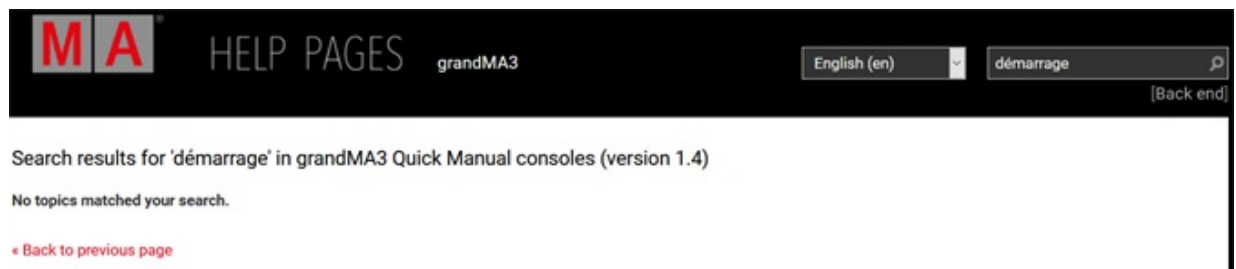 MA® HELP PAGES grandMA3 English (en) démarrage
[Back end]
Search results for 'démarrage' in grandMA3 Quick Manual consoles (version 1.4)
No topics matched your search.
« Back to previous page